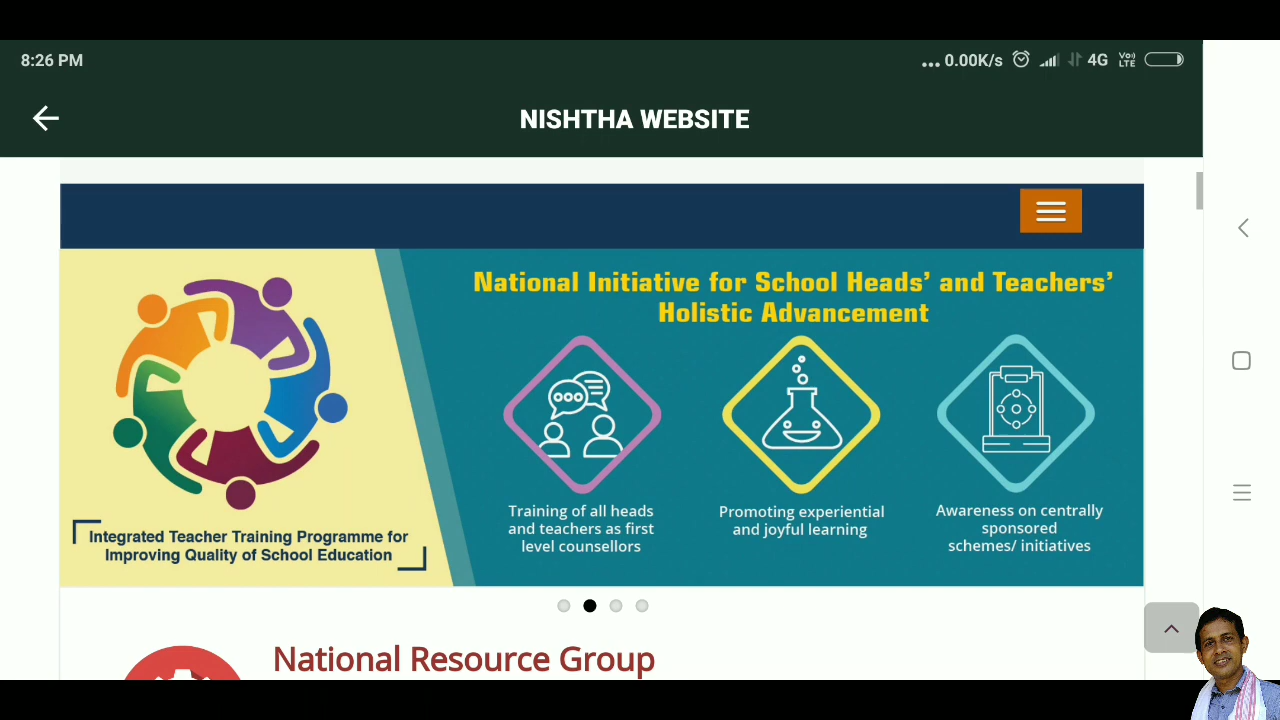 8:26 PM
... 0.00K/s 4G Vo)) LTE
NISHTHA WEBSITE
National Initiative for School Heads’ and Teachers’
Holistic Advancement
Integrated Teacher Training Programme for
Improving Quality of School Education
Training of all heads
and teachers as first
level counsellors
Promoting experiential
and joyful learning
Awareness on centrally
sponsored
schemes/ initiatives
National Resource Group